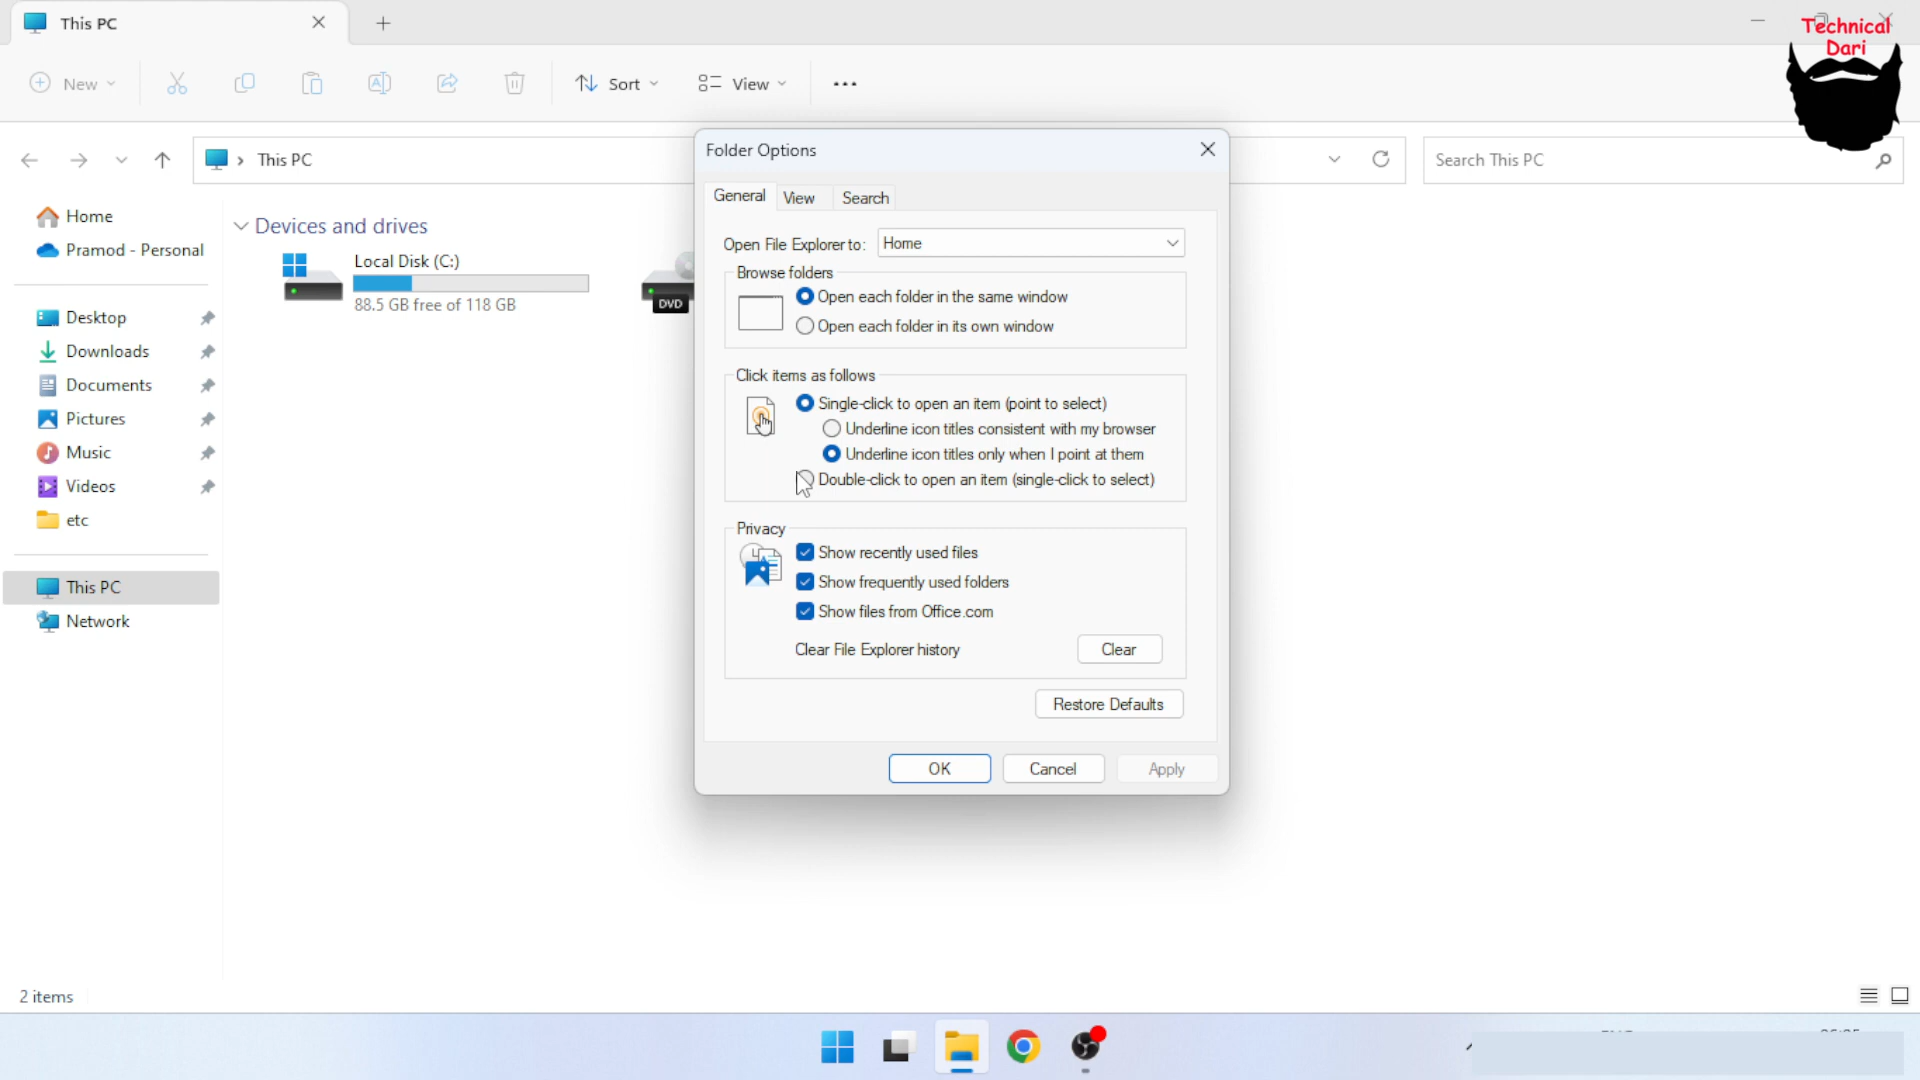 This PC
Technical
Dari
New
Sort
View
This PC
Search This PC
Folder Options
General
View
Search
Home
Pramod - Personal
Desktop
Downloads
Documents
Pictures
Music
Videos
etc
This PC
Network
Devices and drives
Local Disk (C:)
88.5 GB free of 118 GB
DVD
Open File Explorer to:
Home
Browse folders
Open each folder in the same window
Open each folder in its own window
Click items as follows
Single-click to open an item (point to select)
Underline icon titles consistent with my browser
Underline icon titles only when I point at them
Double-click to open an item (single-click to select)
Privacy
Show recently used files
Show frequently used folders
Show files from Office.com
Clear File Explorer history
Clear
Restore Defaults
OK
Cancel
Apply
2 items